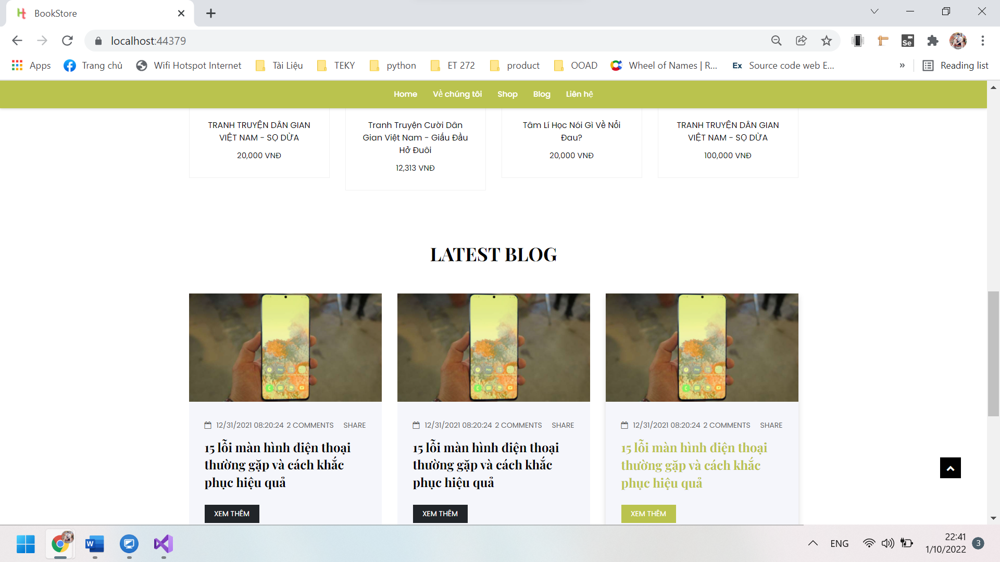 BookStore
localhost:44379
Apps
Trang chủ
Wifi Hotspot Internet
Tài Liệu
TEKY
python
ET 272
product
OOAD
Wheel of Names | R...
Ex
Source code web E...
»
Reading list
Se
Home
Về chúng tôi
Shop
Blog
Liên hệ
TRANH TRUYỆN DÂN GIAN
VIỆT NAM - SỌ DỪA
20,000 VNĐ
Tranh Truyện Cười Dân
Gian Việt Nam - Giấu Đầu
Hở Đuôi
12,313 VNĐ
Tâm Lí Học Nói Gì Về Nỗi
Đau?
20,000 VNĐ
TRANH TRUYỆN DÂN GIAN
VIỆT NAM - SỌ DỪA
100,000 VNĐ
LATEST BLOG
12/31/2021 08:20:24 2 COMMENTS SHARE
15 lỗi màn hình điện thoại
thường gặp và cách khắc
phục hiệu quả
XEM THÊM
12/31/2021 08:20:24 2 COMMENTS SHARE
15 lỗi màn hình điện thoại
thường gặp và cách khắc
phục hiệu quả
XEM THÊM
12/31/2021 08:20:24 2 COMMENTS SHARE
15 lỗi màn hình điện thoại
thường gặp và cách khắc
phục hiệu quả
XEM THÊM
W
ENG
22:41
1/10/2022
3